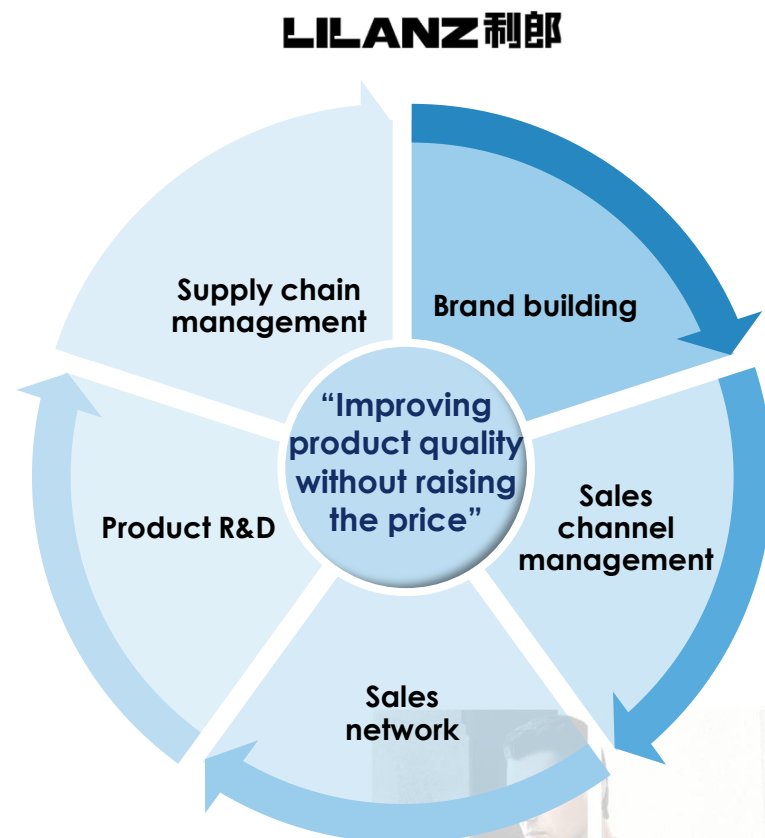 LILANZ利郎
Supply chain
management
Brand building
“Improving
product quality
without raising
the price”
Sales
channel
management
Product R&D
Sales
network